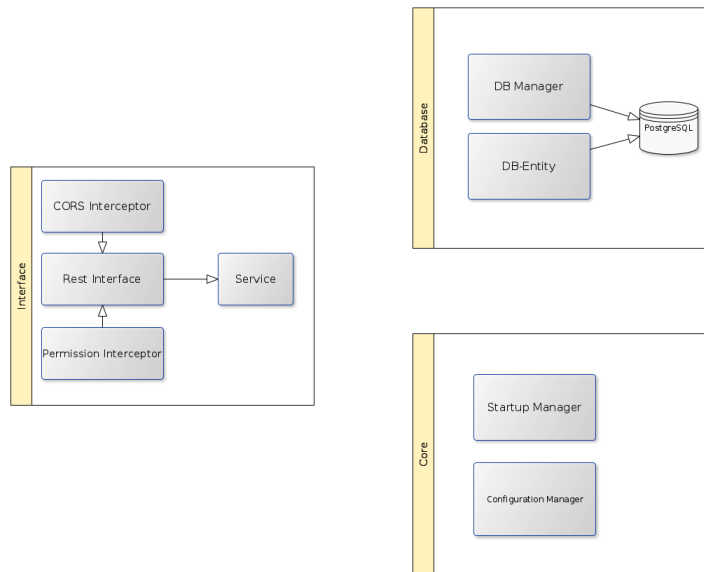 Interface
CORS Interceptor
Rest Interface
Service
Permission Interceptor
Database
DB Manager
DB-Entity
PostgreSQL
Core
Startup Manager
Configuration Manager